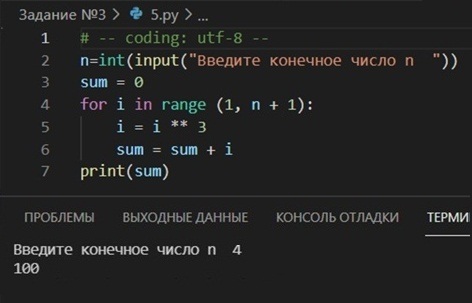 Задание №3 > 5.py > ...
1 # -- coding: utf-8 --
2 n=int(input("Введите конечное число n  "))
3 sum = 0
4 for i in range (1, n + 1):
5     i = i ** 3
6     sum = sum + i
7 print(sum)
ПРОБЛЕМЫ ВЫХОДНЫЕ ДАННЫЕ КОНСОЛЬ ОТЛАДКИ ТЕРМИ
Введите конечное число n  4
100